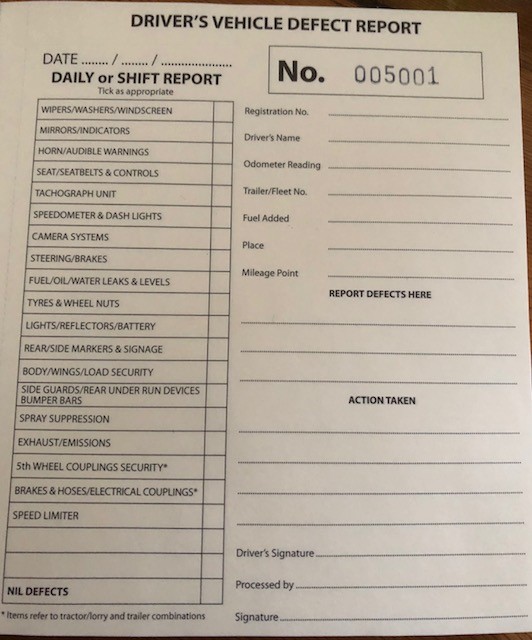 DRIVER'S VEHICLE DEFECT REPORT
DATE ........ / ........ / .....................
DAILY or SHIFT REPORT
Tick as appropriate
No. 005001
WIPERS/WASHERS/WINDSCREEN
MIRRORS/INDICATORS
HORN/AUDIBLE WARNINGS
SEAT/SEATBELTS & CONTROLS
TACHOGRAPH UNIT
SPEEDOMETER & DASH LIGHTS
CAMERA SYSTEMS
STEERING/BRAKES
FUEL/OIL/WATER LEAKS & LEVELS
TYRES & WHEEL NUTS
LIGHTS/REFLECTORS/BATTERY
REAR/SIDE MARKERS & SIGNAGE
BODY/WINGS/LOAD SECURITY
SIDE GUARDS/REAR UNDER RUN DEVICES
BUMPER BARS
SPRAY SUPPRESSION
EXHAUST/EMISSIONS
5th WHEEL COUPLINGS SECURITY*
BRAKES & HOSES/ELECTRICAL COUPLINGS*
SPEED LIMITER
NIL DEFECTS
* Items refer to tractor/lorry and trailer combinations
Registration No.
Driver's Name
Odometer Reading
Trailer/Fleet No.
Fuel Added
Place
Mileage Point
REPORT DEFECTS HERE
ACTION TAKEN
Driver's Signature
Processed by
Signature